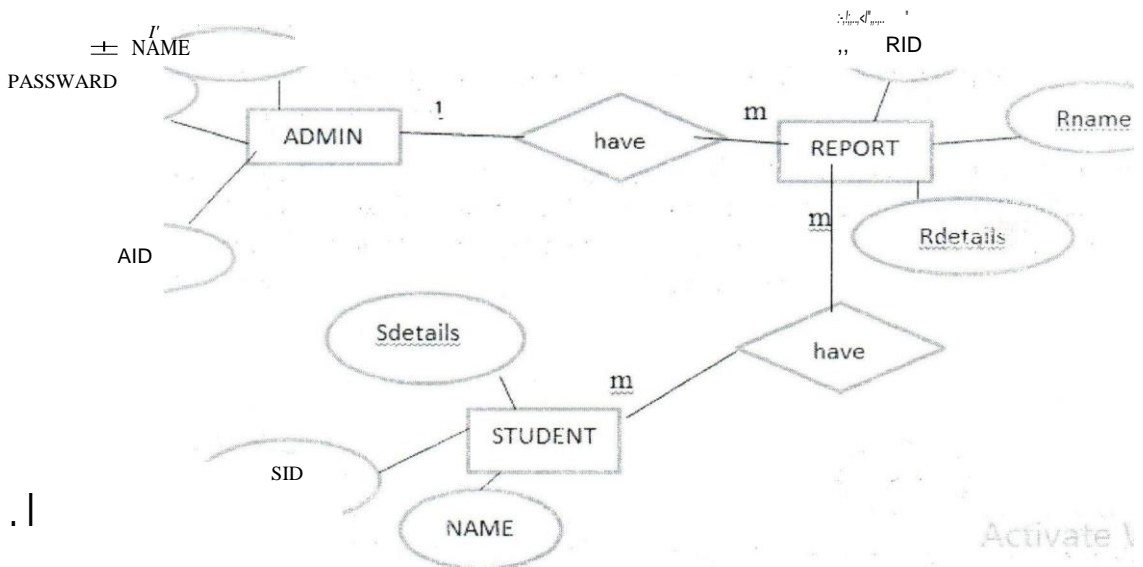 NAME
RID
PASSWARD
Rname
1
m
ADMIN
have
REPORT
m
Rdetails
AID
Sdetails
have
m
STUDENT
SID
NAME
Activate